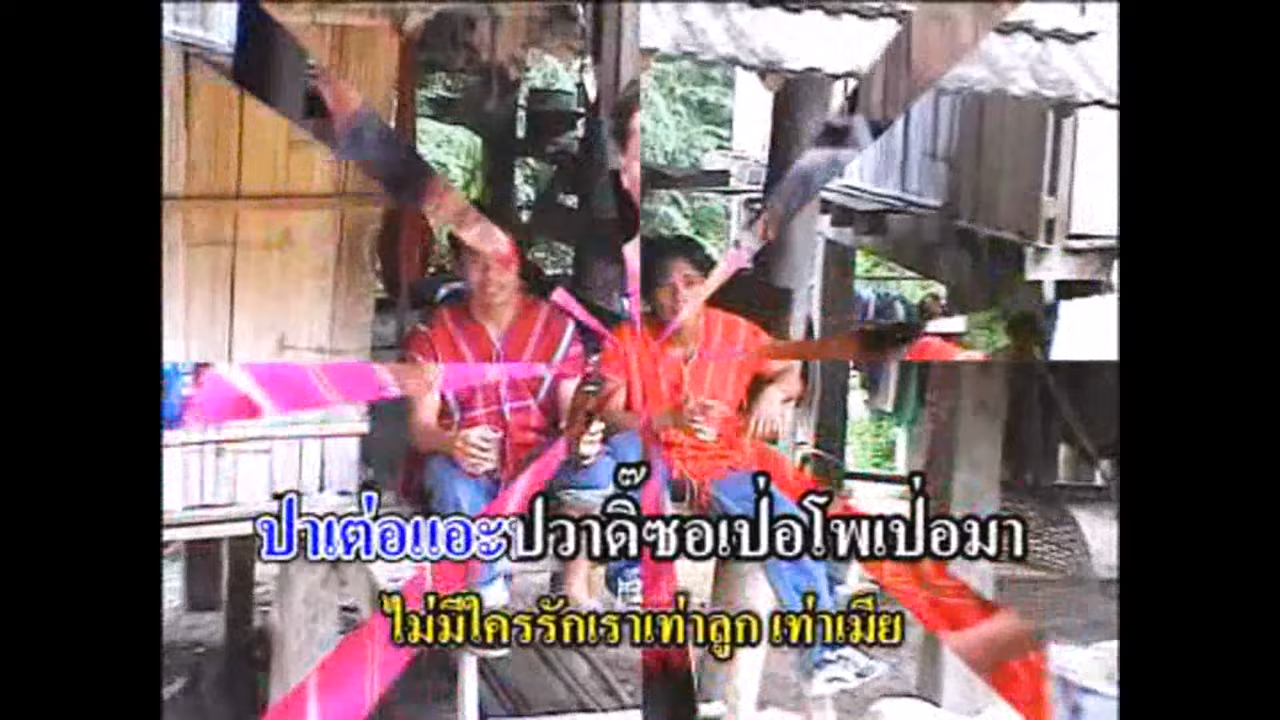 ปาเต่อแอะปวาดิ๊ซอเป่อโพเป่อมา
ไม่มีใครรักเราเท่าลูก เท่าเมีย